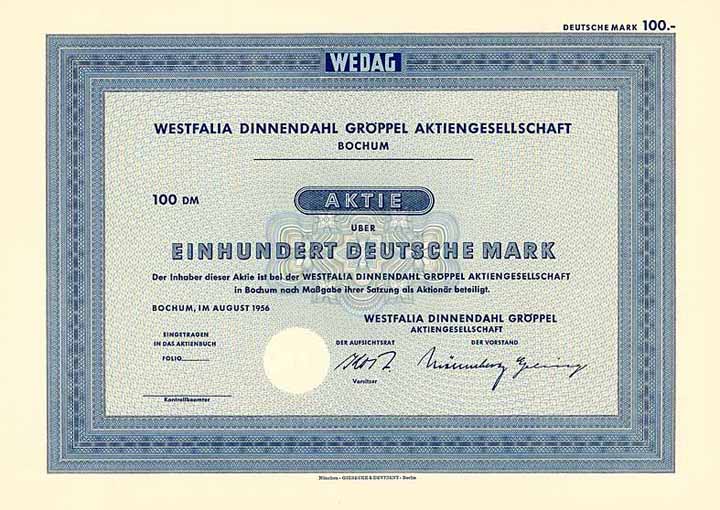 DEUTSCHE MARK 100.-
WEDAG
WESTFALIA DINNENDAHL GRÖPPEL AKTIENGESELLSCHAFT
BOCHUM
100 DM
AKTIE
ÜBER
EINHUNDERT DEUTSCHE MARK
Der Inhaber dieser Aktie ist bei der WESTFALIA DINNENDAHL GRÖPPEL AKTIENGESELLSCHAFT
in Bochum nach Maßgabe ihrer Satzung als Aktionär beteiligt.
BOCHUM, IM AUGUST 1956
WESTFALIA DINNENDAHL GRÖPPEL
AKTIENGESELLSCHAFT
EINGETRAGEN
IN DAS AKTIENBUCH
FOLIO
DER AUFSICHTSRAT
DER VORSTAND
Vorsitzer
Kontrollbeamter
München - GIESECKE & DEVRIENT - Berlin